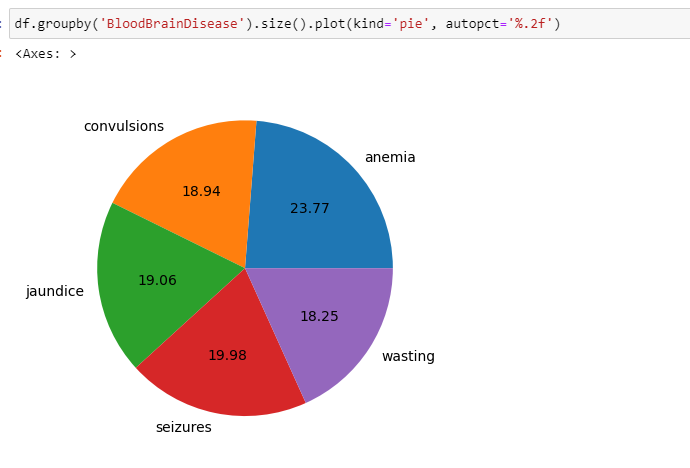 df.groupby('BloodBrainDisease').size().plot(kind='pie', autopct='%.2f')
<Axes: >
convulsions
anemia
18.94
23.77
19.06
jaundice
18.25
19.98
wasting
seizures